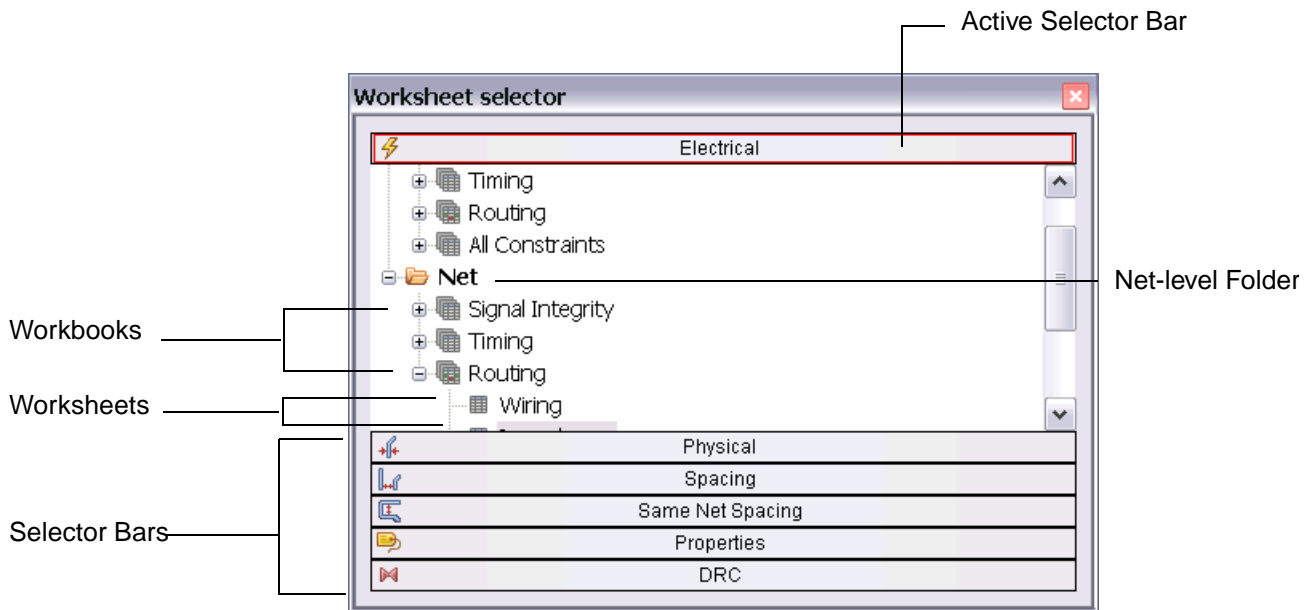 Active Selector Bar
Worksheet selector
Electrical
Timing
Routing
All Constraints
Net
Net-level Folder
Signal Integrity
Workbooks
Timing
Routing
Worksheets
Wiring
Physical
Spacing
Selector Bars
Same Net Spacing
Properties
DRC